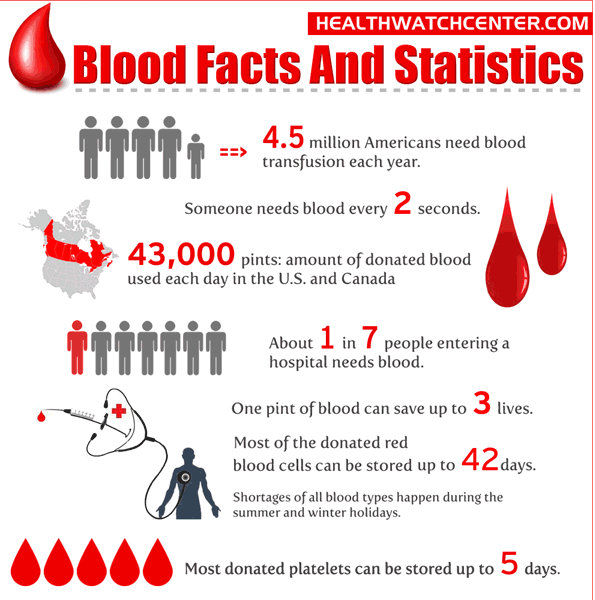 HEALTHWATCHCENTER.COM
Blood Facts And Statistics
==> 4.5 million Americans need blood
transfusion each year.
Someone needs blood every 2 seconds.
43,000 pints: amount of donated blood
used each day in the U.S. and Canada
About 1 in 7 people entering a
hospital needs blood.
One pint of blood can save up to 3 lives.
Most of the donated red
blood cells can be stored up to 42 days.
Shortages of all blood types happen during the
summer and winter holidays.
Most donated platelets can be stored up to 5 days.